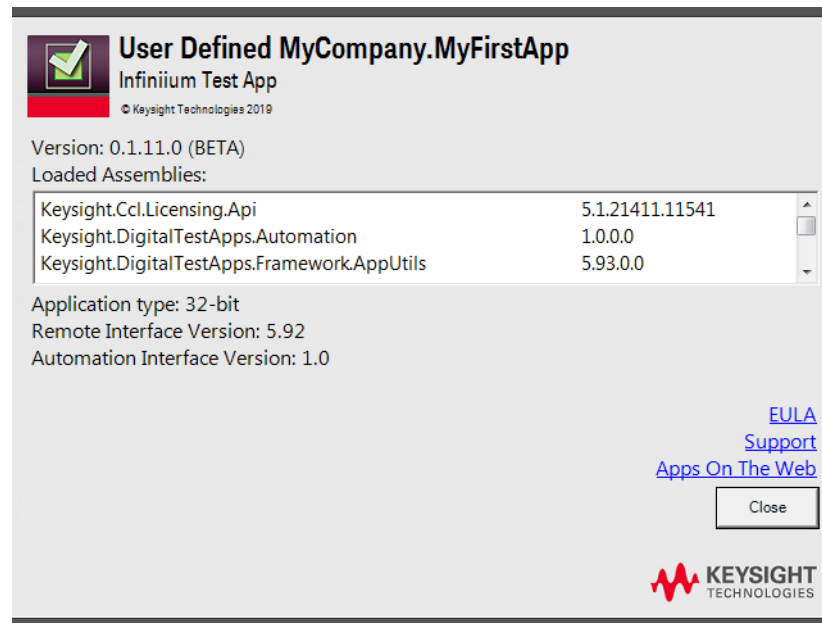 User Defined MyCompany.MyFirstApp
Infiniium Test App
© Keysight Technologies 2019
Version: 0.1.11.0 (BETA)
Loaded Assemblies:
Keysight.Ccl.Licensing.Api 5.1.21411.11541
Keysight.DigitalTestApps.Automation 1.0.0.0
Keysight.DigitalTestApps.Framework.AppUtils 5.93.0.0
Application type: 32-bit
Remote Interface Version: 5.92
Automation Interface Version: 1.0
EULA
Support
Apps On The Web
Close
KEYSIGHT
TECHNOLOGIES